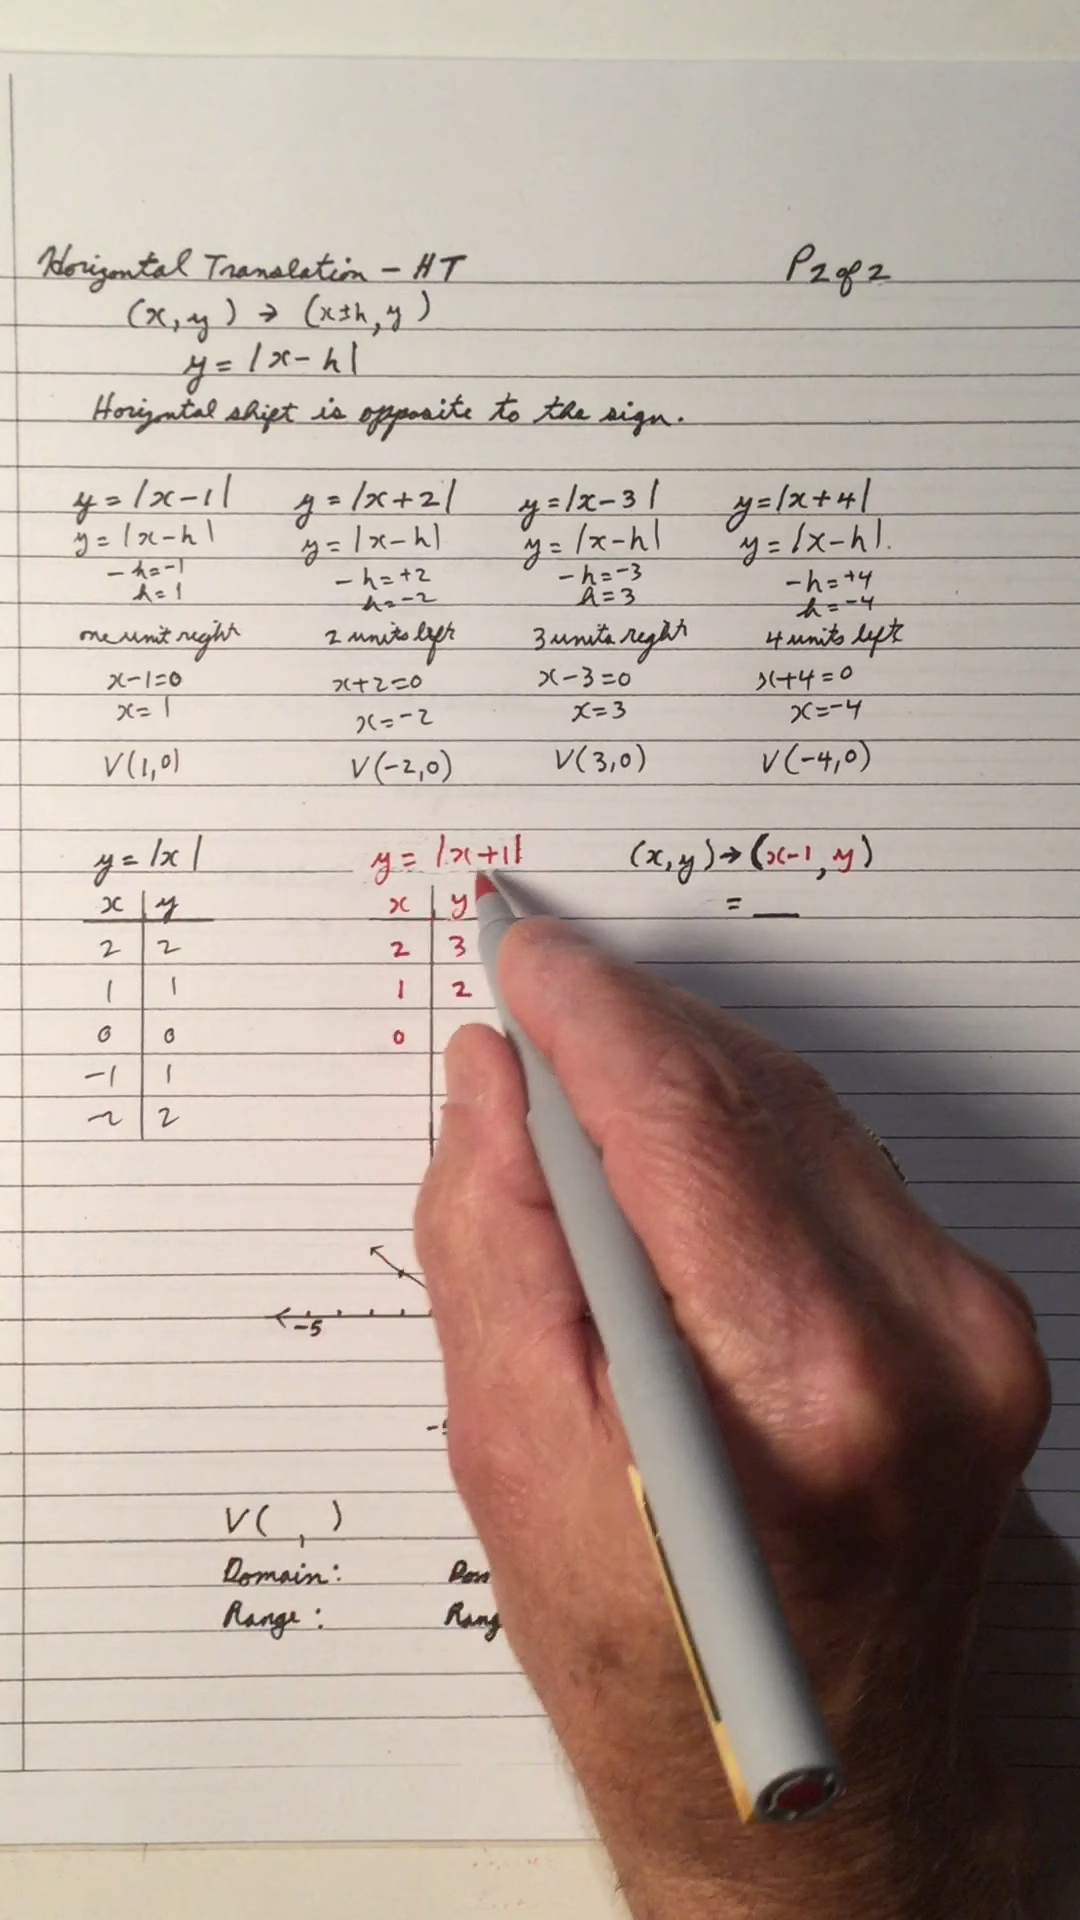 Horizontal Translation - HT P2 of 2
(x, y) → (x±h, y)
y = |x - h|
Horizontal shift is opposite to the sign.
y = |x-1| y = |x+2| y = |x-3| y = |x+4|
y = |x-h| y = |x-h| y = |x-h| y = |x-h|.
-h=-1 -h=+2 -h=-3 -h=+4
h=1 h=-2 h=3 h=-4
one unit right 2 units left 3 units right 4 units left
x-1=0 x+2=0 x-3=0 x+4=0
x=1 x=-2 x=3 x=-4
V(1,0) V(-2,0) V(3,0) V(-4,0)
y = |x| y = |x+1| (x,y) → (x-1, y)
x y x y = __
2 2 2 3
1 1 1 2
0 0 0
-1 1
-2 2
-5
V( , )
Domain:
Range: Rang